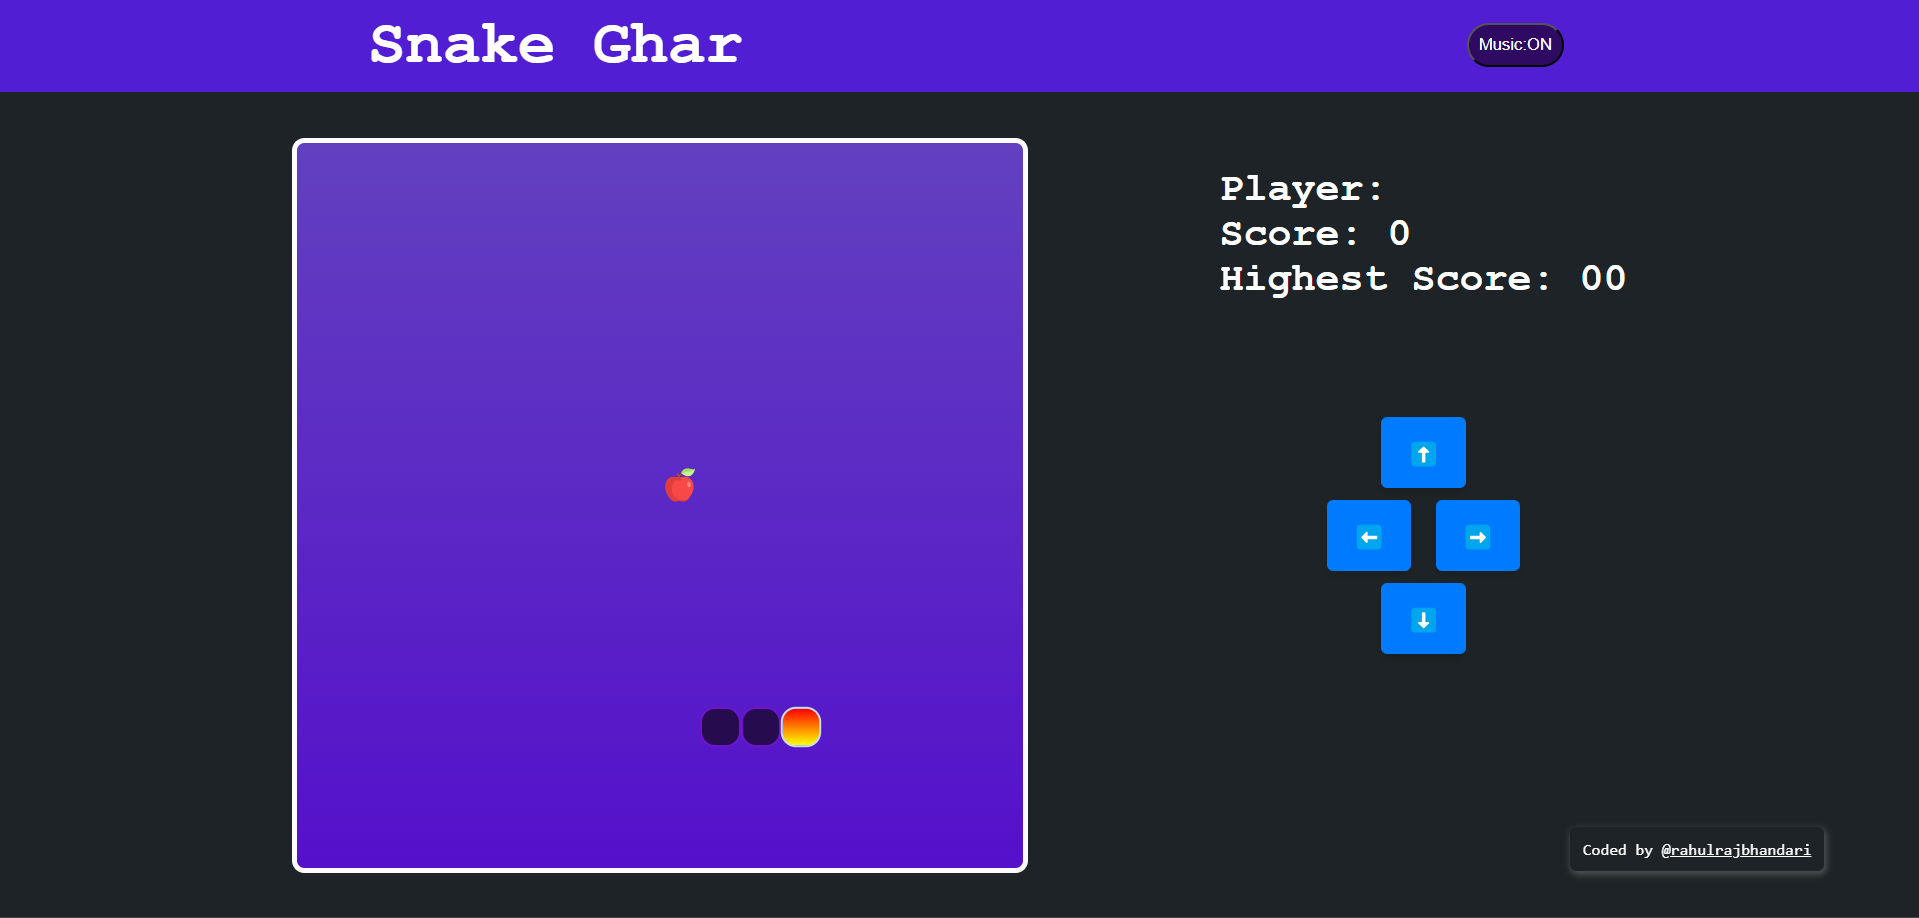 Snake Ghar
Music:ON
Player:
Score: 0
Highest Score: 00
Coded by @rahulrajbhandari